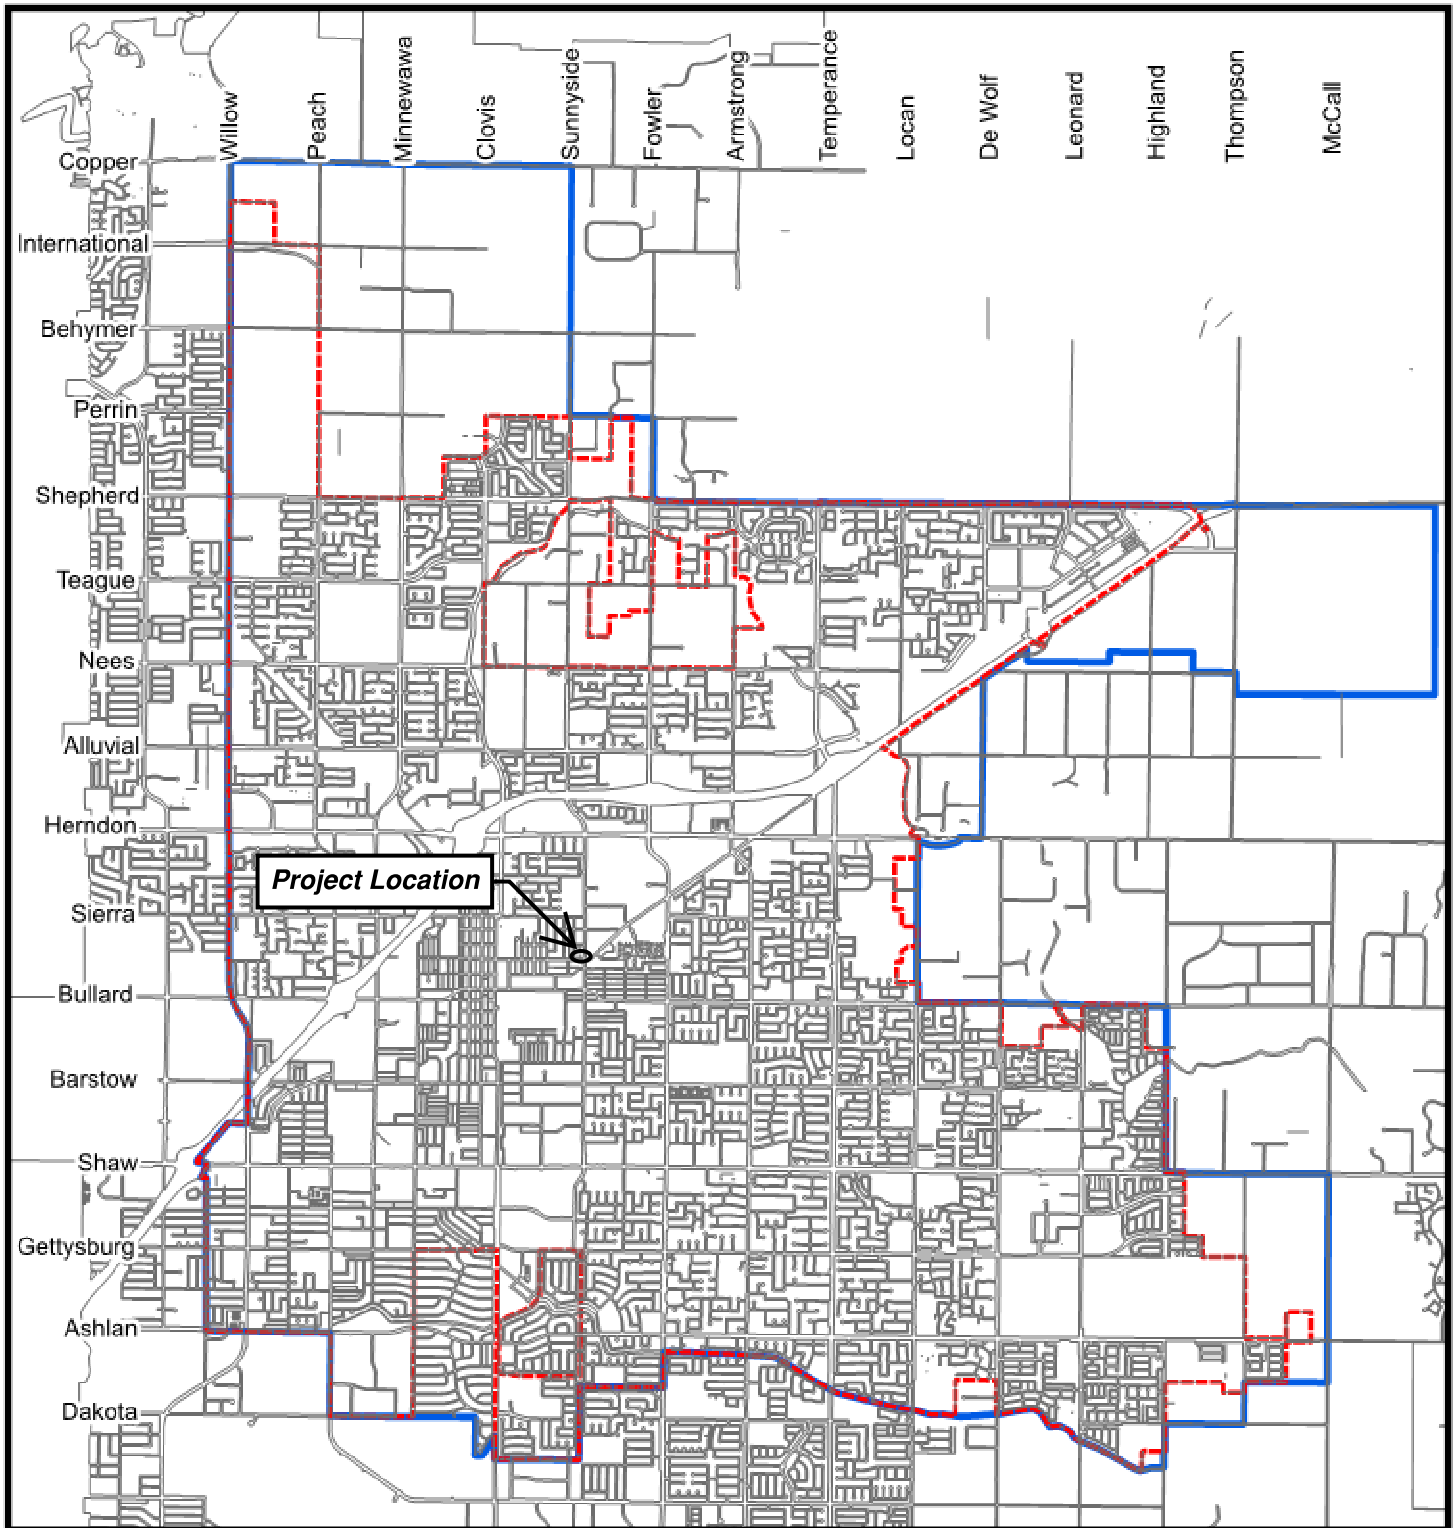 Willow
Peach
Minnewawa
Clovis
Sunnyside
Fowler
Armstrong
Temperance
Locan
De Wolf
Leonard
Highland
Thompson
McCall
Copper
International
Behymer
Perrin
Shepherd
Teague
Nees
Alluvial
Herndon
Project Location
Sierra
Bullard
Barstow
Shaw
Gettysburg
Ashlan
Dakota